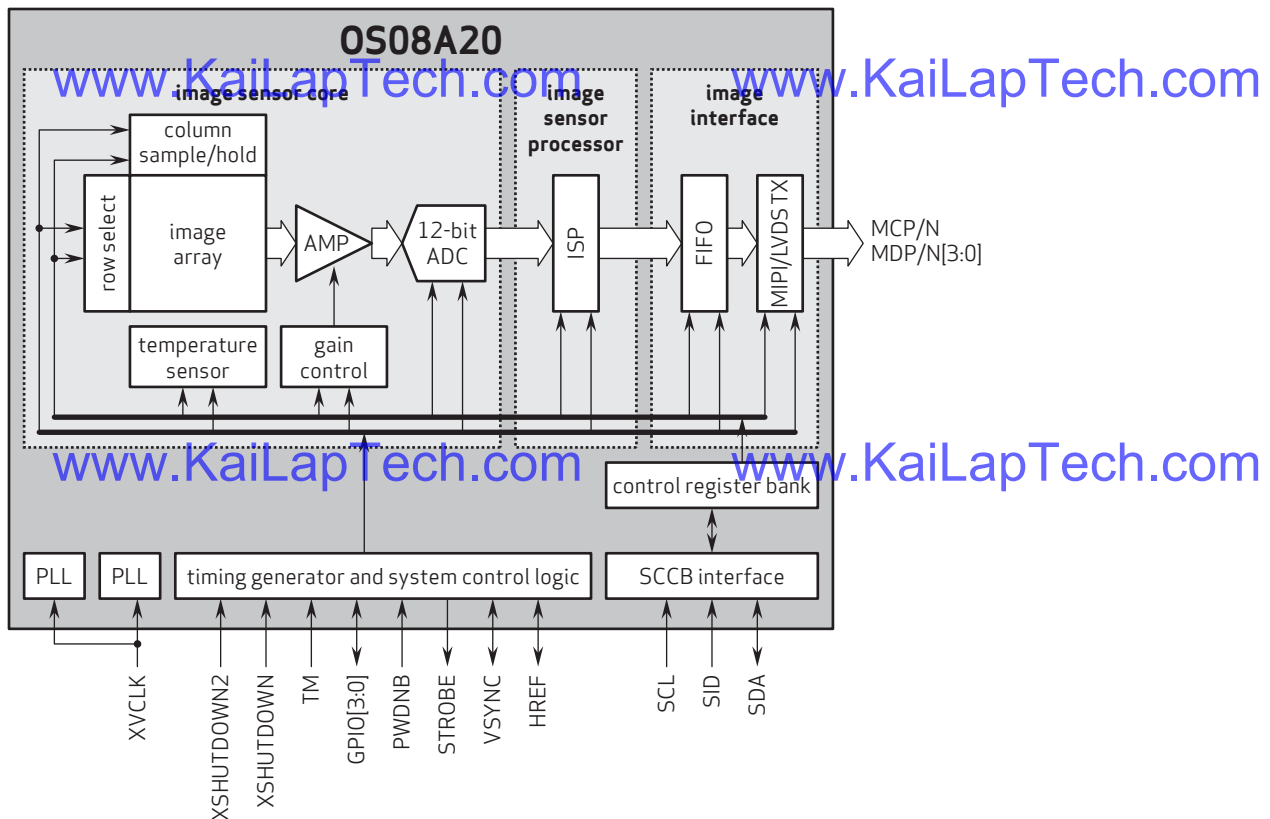 OS08A20
www.KaiLapTech.com
www.KaiLapTech.com
image sensor core
image
sensor
processor
image
interface
column
sample/hold
row select
image
array
AMP
12-bit
ADC
ISP
FIFO
MIPI/LVDS TX
MCP/N
MDP/N[3:0]
temperature
sensor
gain
control
www.KaiLapTech.com
www.KaiLapTech.com
control register bank
PLL
PLL
timing generator and system control logic
SCCB interface
XVCLK
XSHUTDOWN2
XSHUTDOWN
TM
GPIO[3:0]
PWDNB
STROBE
VSYNC
HREF
SCL
SID
SDA